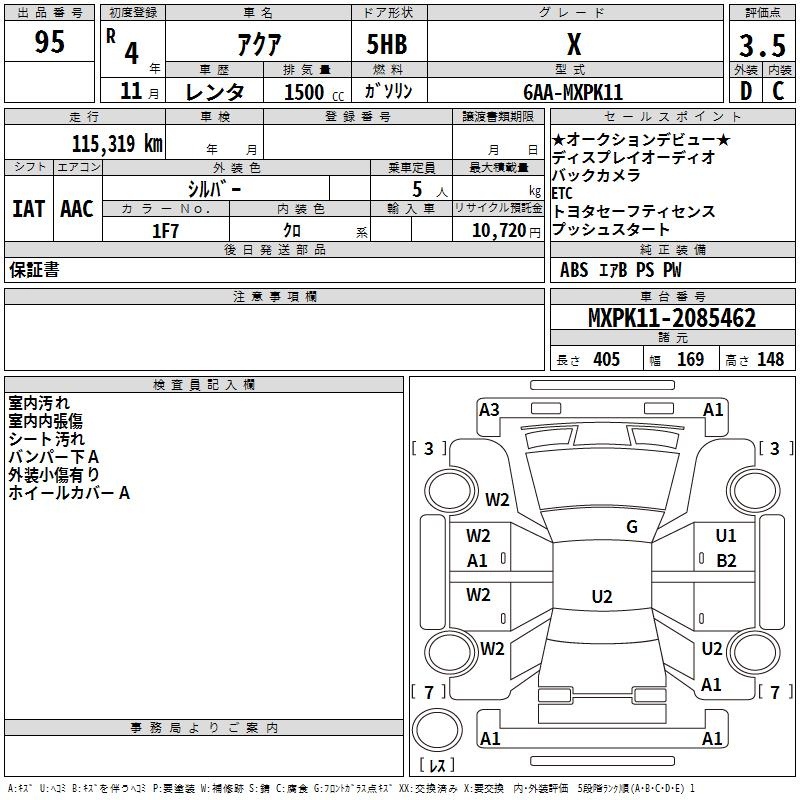 出品番号 初度登録 車名 ドア形状 グレード 評価点
95 R 4 年 アクア 5HB X 3.5
車歴 排気量 燃料 型式 外装 内装
11 月 レンタ 1500 CC ガソリン 6AA-MXPK11 D C
走行 車検 登録番号 譲渡書類期限
115,319 km 年 月 月 日
シフト エアコン 外装色 乗車定員 最大積載量
IAT AAC シルバー 5 人 kg
カラーNo. 内装色 輸入車 リサイクル預託金
1F7 クロ 系 10,720 円
後日発送部品
保証書
セールスポイント
★オークションデビュー★
ディスプレイオーディオ
バックカメラ
ETC
トヨタセーフティセンス
プッシュスタート
純正装備
ABS エアB PS PW
注意事項欄
車台番号
MXPK11-2085462
諸元
長さ 405 幅 169 高さ 148
検査員記入欄
室内汚れ
室内内張傷
シート汚れ
バンパー下A
外装小傷有り
ホイールカバーA
事務局よりご案内
A3 A1
[ 3 ] [ 3 ]
W2
G
W2 U1
A1 B2
W2 U2
W2 U2
A1
[ 7 ] [ 7 ]
A1 A1
[ レス ]
A:キズ U:ヘコミ B:キズを伴うヘコミ P:要塗装 W:補修跡 S:錆 C:腐食 G:フロントガラス点キズ XX:交換済み X:要交換 内・外装評価 5段階ランク順(A・B・C・D・E) 1